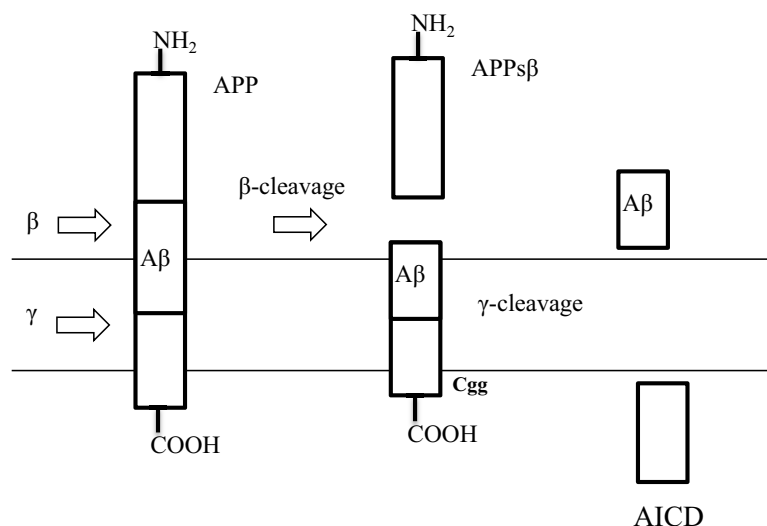 NH2
APP
β
Aβ
γ
COOH
β-cleavage
NH2
APPsβ
Aβ
γ-cleavage
Cgg
COOH
Aβ
AICD